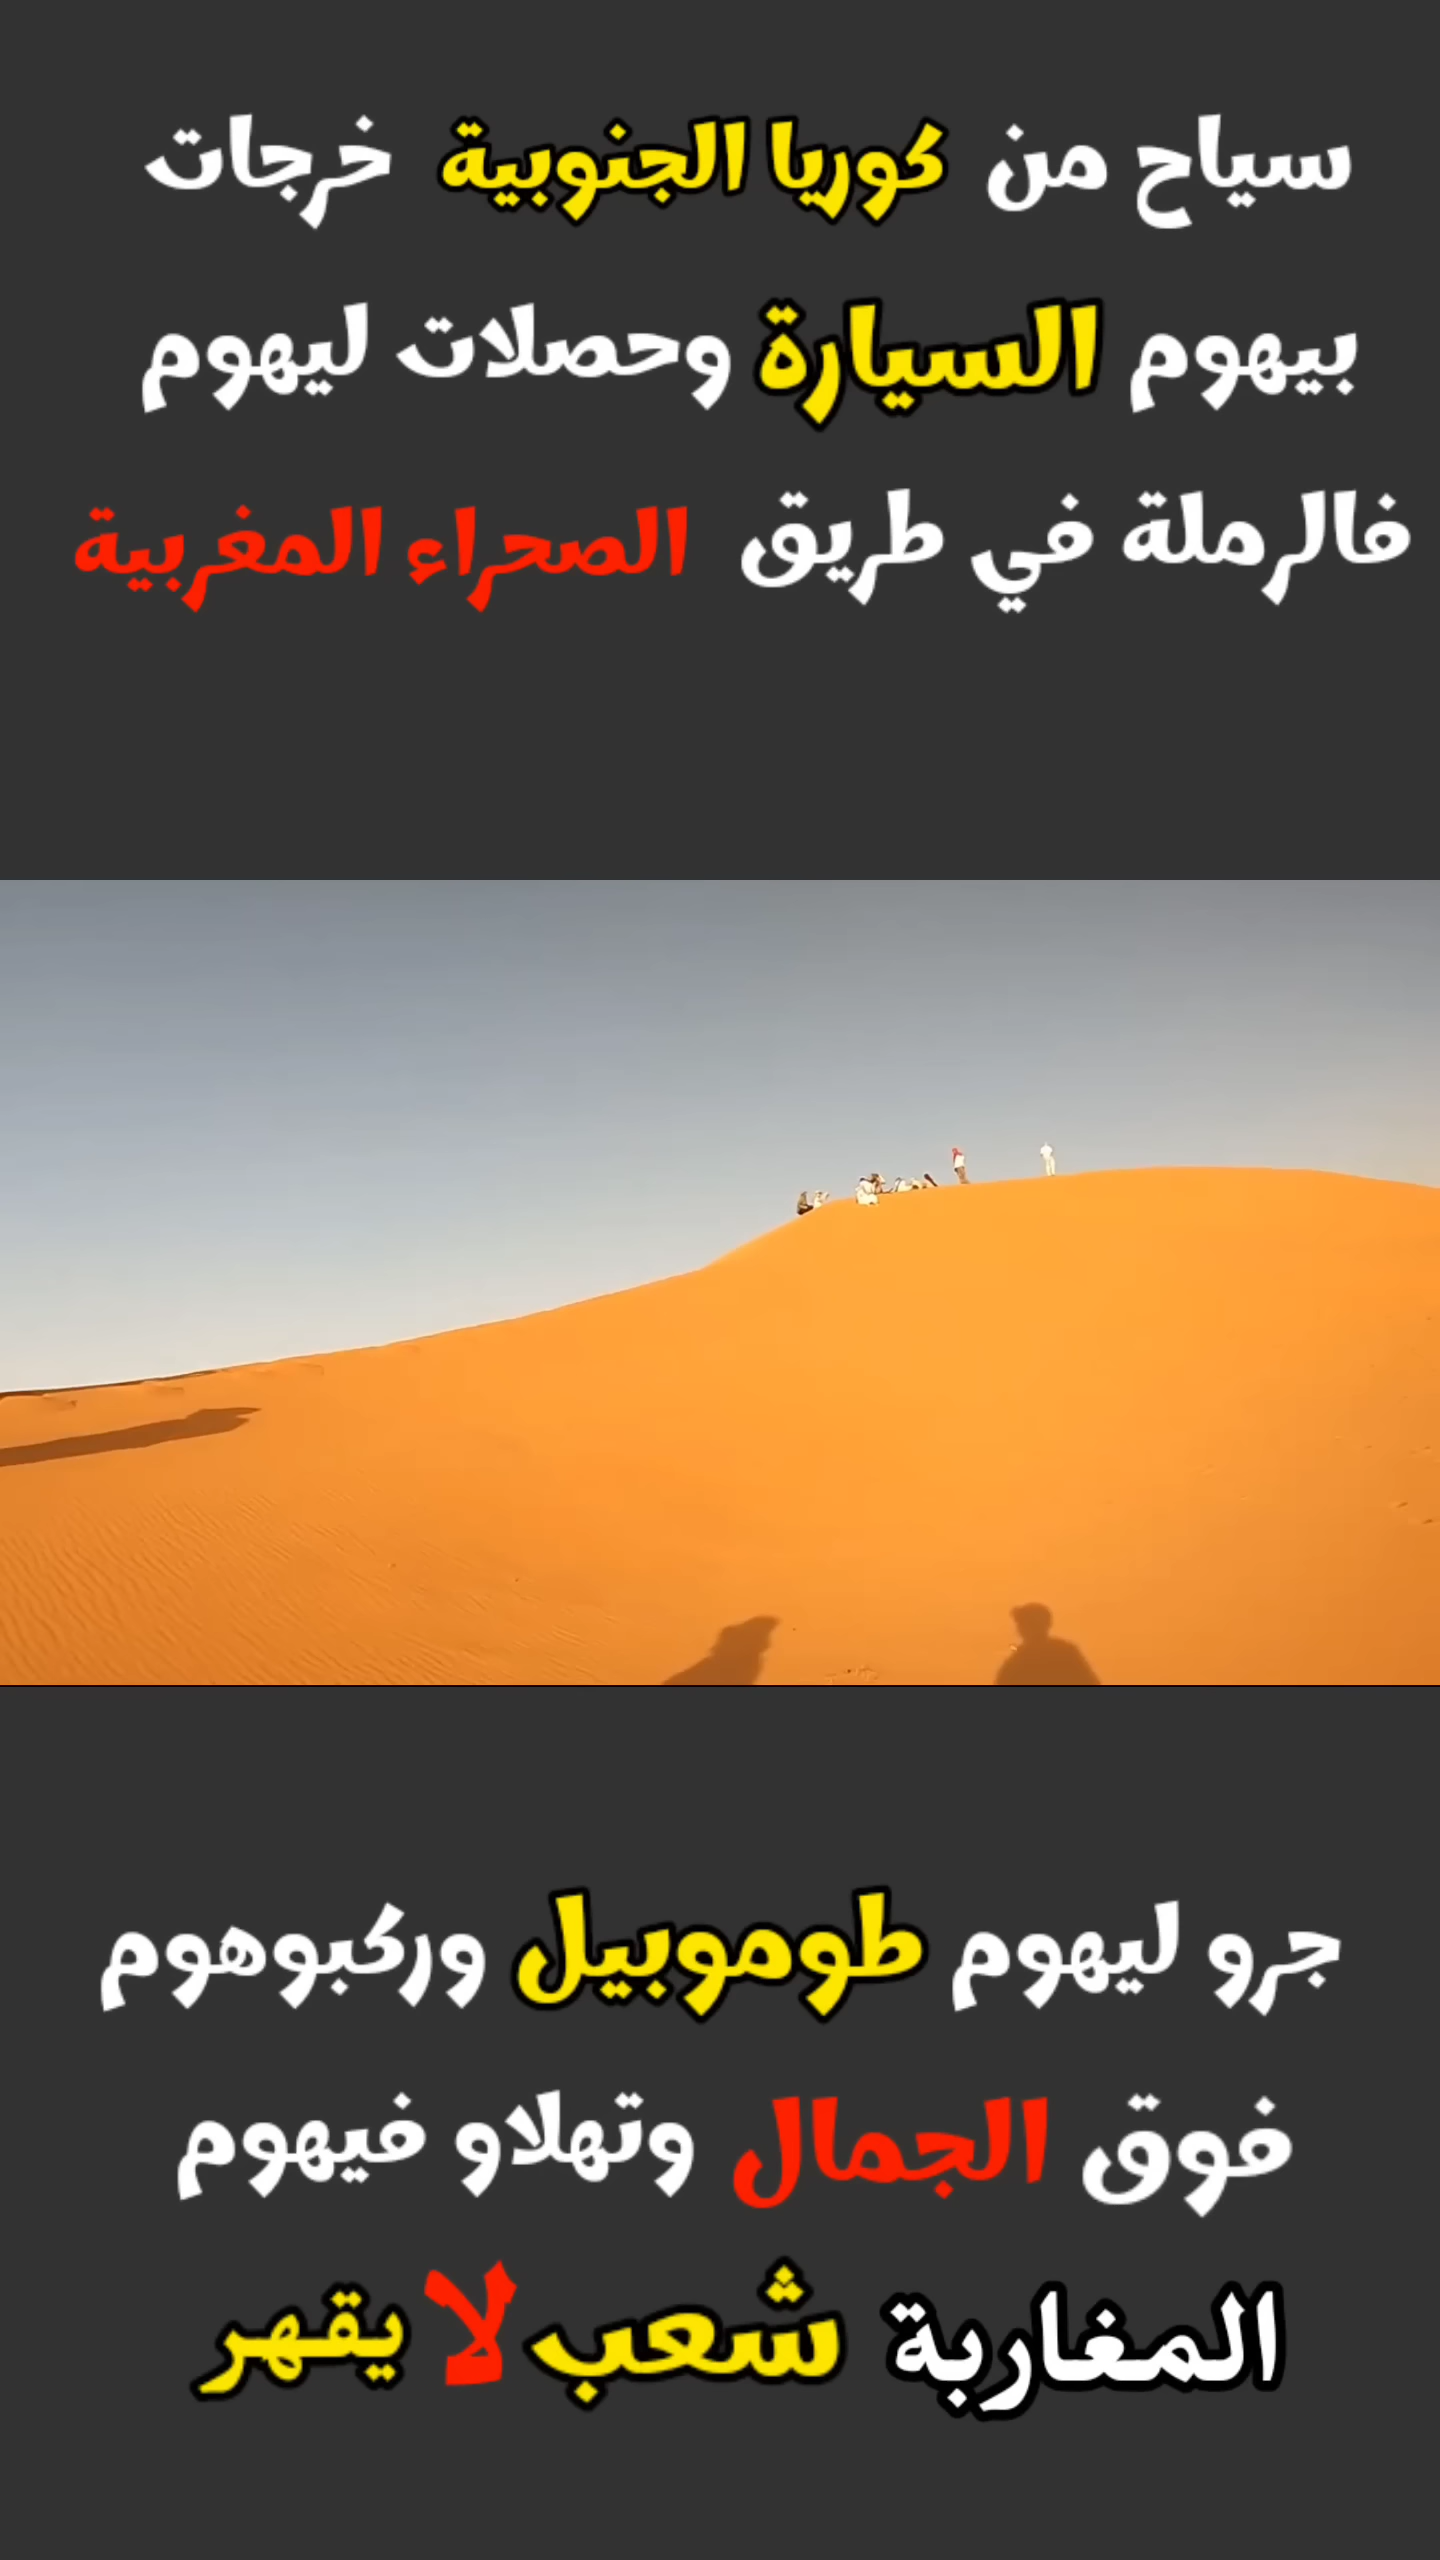 سياح من كوريا الجنوبية خرجات
بيهوم السيارة وحصلات ليهوم
فالرملة في طريق الصحراء المغربية
جرو ليهوم طوموبيل وركبوهوم
فوق الجمال وتهلاو فيهوم
المغاربة شعب لا يقهر